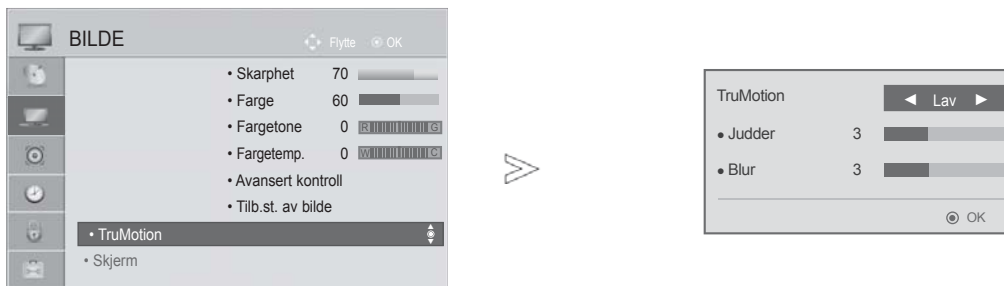 BILDE
Flytte OK
• Skarphet 70
• Farge 60
• Fargetone 0 R G
• Fargetemp. 0 W C
• Avansert kontroll
• Tilb.st. av bilde
• TruMotion
• Skjerm
TruMotion ◄ Lav ►
• Judder 3
• Blur 3
OK